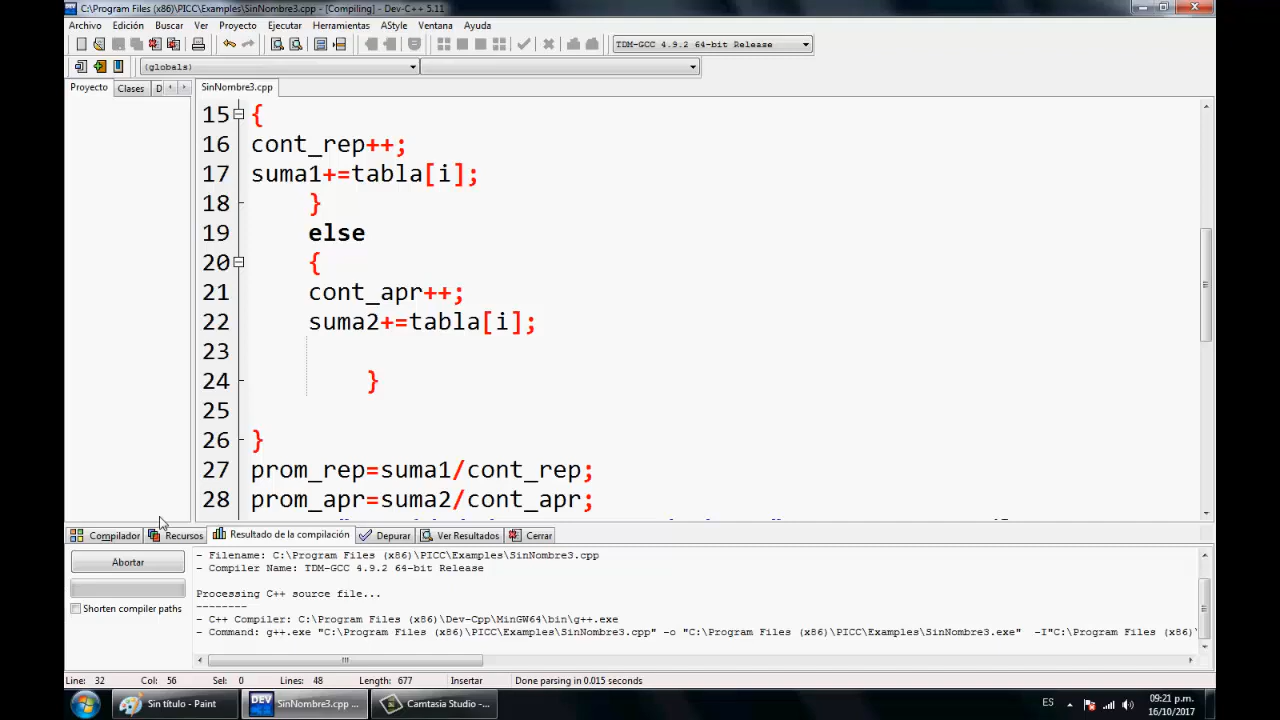 C:\Program Files (x86)\PICC\Examples\SinNombre3.cpp - [Compiling] - Dev-C++ 5.11
Archivo Edición Buscar Ver Proyecto Ejecutar Herramientas AStyle Ventana Ayuda
TDM-GCC 4.9.2 64-bit Release
(globals)
Proyecto Clases D SinNombre3.cpp
15 {
16 cont_rep++;
17 suma1+=tabla[i];
18 }
19 else
20 {
21 cont_apr++;
22 suma2+=tabla[i];
23
24 }
25
26 }
27 prom_rep=suma1/cont_rep;
28 prom_apr=suma2/cont_apr;
Compilador Recursos Resultado de la compilación Depurar Ver Resultados Cerrar
Abortar
Shorten compiler paths
- Filename: C:\Program Files (x86)\PICC\Examples\SinNombre3.cpp
- Compiler Name: TDM-GCC 4.9.2 64-bit Release
Processing C++ source file...
--------
- C++ Compiler: C:\Program Files (x86)\Dev-Cpp\MinGW64\bin\g++.exe
- Command: g++.exe "C:\Program Files (x86)\PICC\Examples\SinNombre3.cpp" -o "C:\Program Files (x86)\PICC\Examples\SinNombre3.exe" -I"C:\Program Files (x86)\
Line: 32 Col: 56 Sel: 0 Lines: 48 Length: 677 Insertar Done parsing in 0.015 seconds
Sin título - Paint
DEV SinNombre3.cpp ...
Camtasia Studio -...
ES
09:21 p.m.
16/10/2017